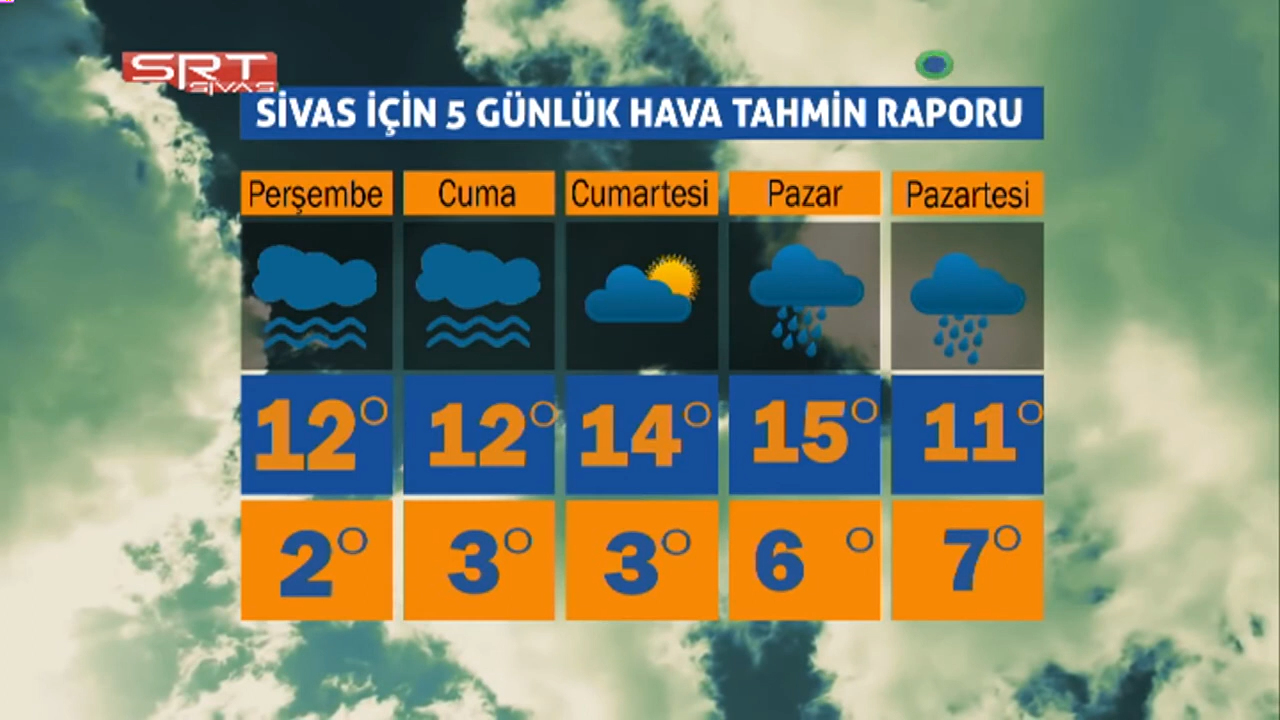 SRT
SİVAS
SİVAS İÇİN 5 GÜNLÜK HAVA TAHMİN RAPORU
Perşembe Cuma Cumartesi Pazar Pazartesi
12° 12° 14° 15° 11°
2° 3° 3° 6° 7°